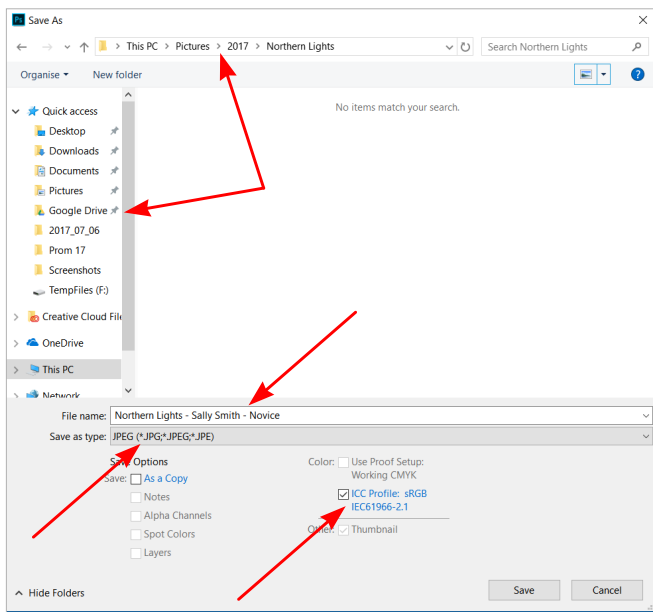 Ps Save As
This PC > Pictures > 2017 > Northern Lights
Search Northern Lights
Organise
New folder
?
No items match your search.
Quick access
Desktop
Downloads
Documents
Pictures
Google Drive
2017_07_06
Prom 17
Screenshots
TempFiles (F:)
Creative Cloud File
OneDrive
This PC
Network
File name: Northern Lights - Sally Smith - Novice
Save as type: JPEG (*.JPG;*.JPEG;*.JPE)
Save Options
Save: As a Copy
Notes
Alpha Channels
Spot Colors
Layers
Color: Use Proof Setup:
Working CMYK
ICC Profile: sRGB
IEC61966-2.1
Other: Thumbnail
Hide Folders
Save
Cancel